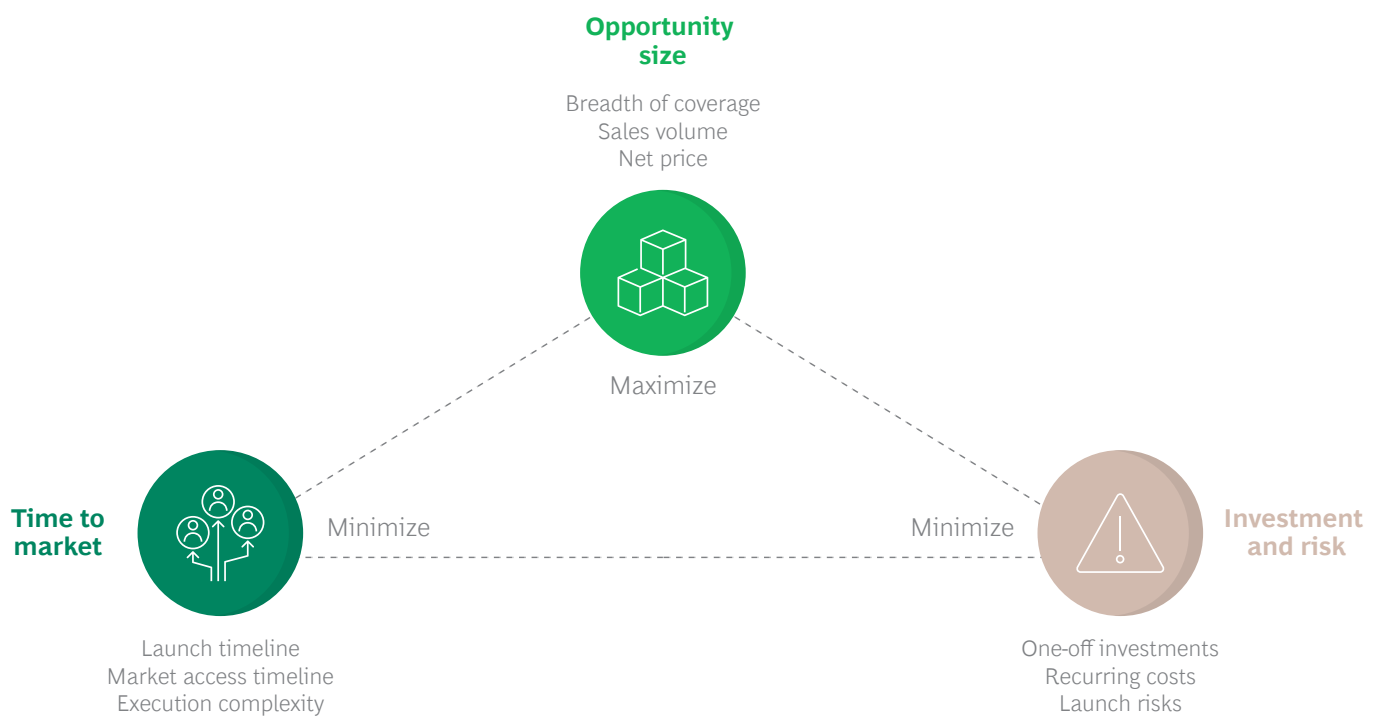 Opportunity
size
Breadth of coverage
Sales volume
Net price
Maximize
Time to
market
Minimize
Minimize
Investment
and risk
Launch timeline
Market access timeline
Execution complexity
One-off investments
Recurring costs
Launch risks